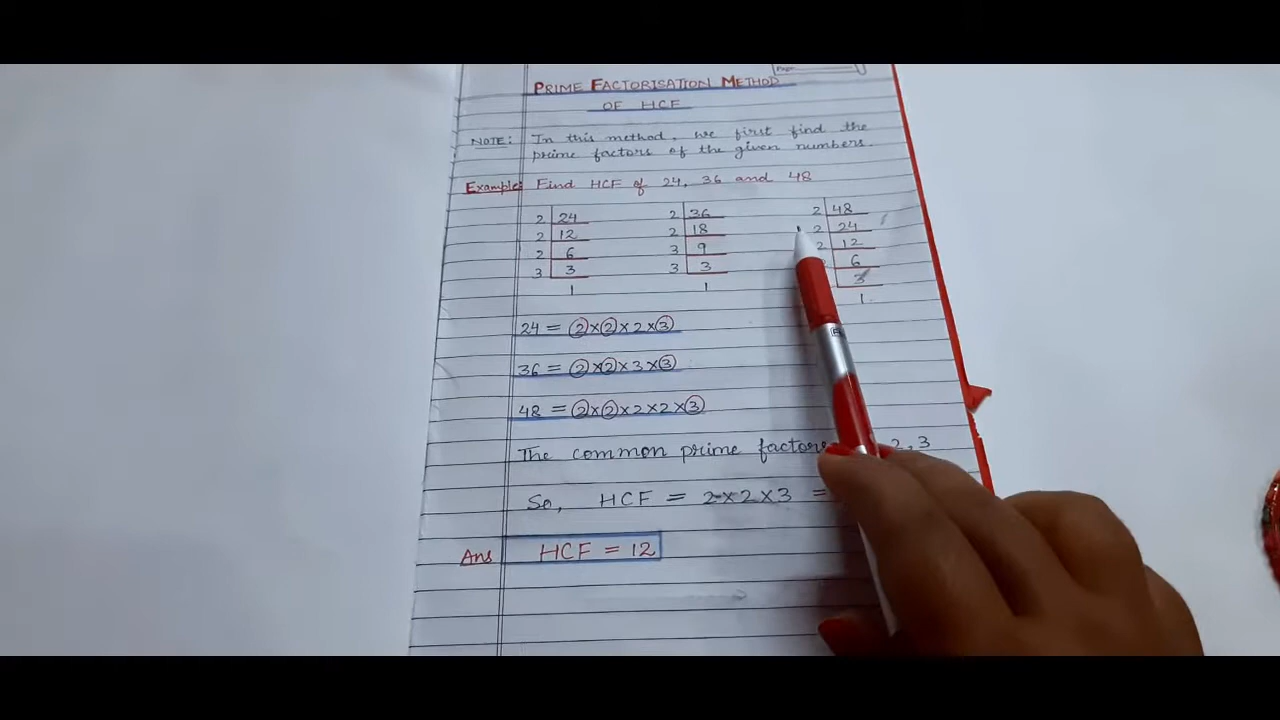 PRIME FACTORISATION METHOD
OF HCF
NOTE: In this method, we first find the
prime factors of the given numbers.
Example: Find HCF of 24, 36 and 48
2 24 2 36 2 48
2 12 2 18 2 24
2 6 3 9 2 12
3 3 3 3 6
1 1 3
1
24 = 2×2×2×3
36 = 2×2×3×3
48 = 2×2×2×2×3
The common prime factors 2, 3
So, HCF = 2×2×3 =
Ans HCF = 12